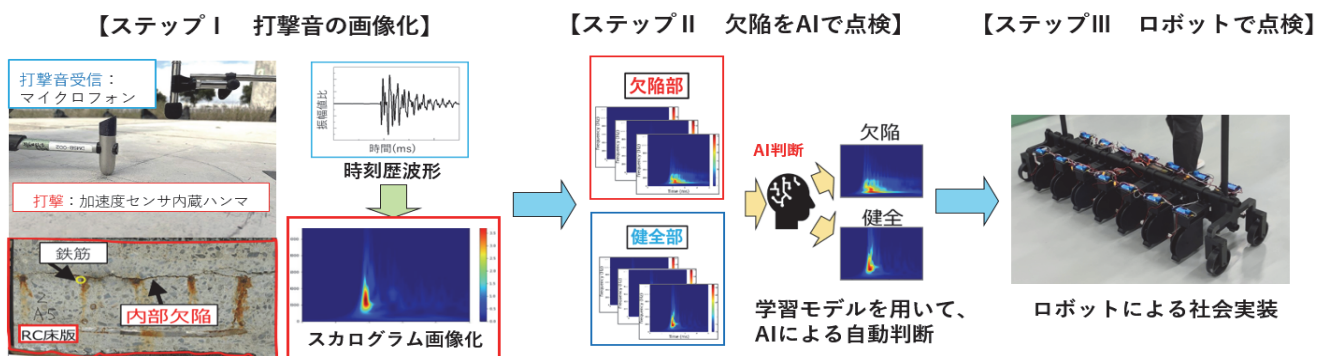 【ステップⅠ　打撃音の画像化】
打撃音受信：
マイクロフォン
打撃：加速度センサ内蔵ハンマ
鉄筋
内部欠陥
RC床版
振幅値比
時間(ms)
時刻歴波形
スカログラム画像化
【ステップⅡ　欠陥をAIで点検】
欠陥部
Frequency (Hz)
Time (ms)
健全部
AI判断
欠陥
健全
学習モデルを用いて、
AIによる自動判断
【ステップⅢ　ロボットで点検】
ロボットによる社会実装